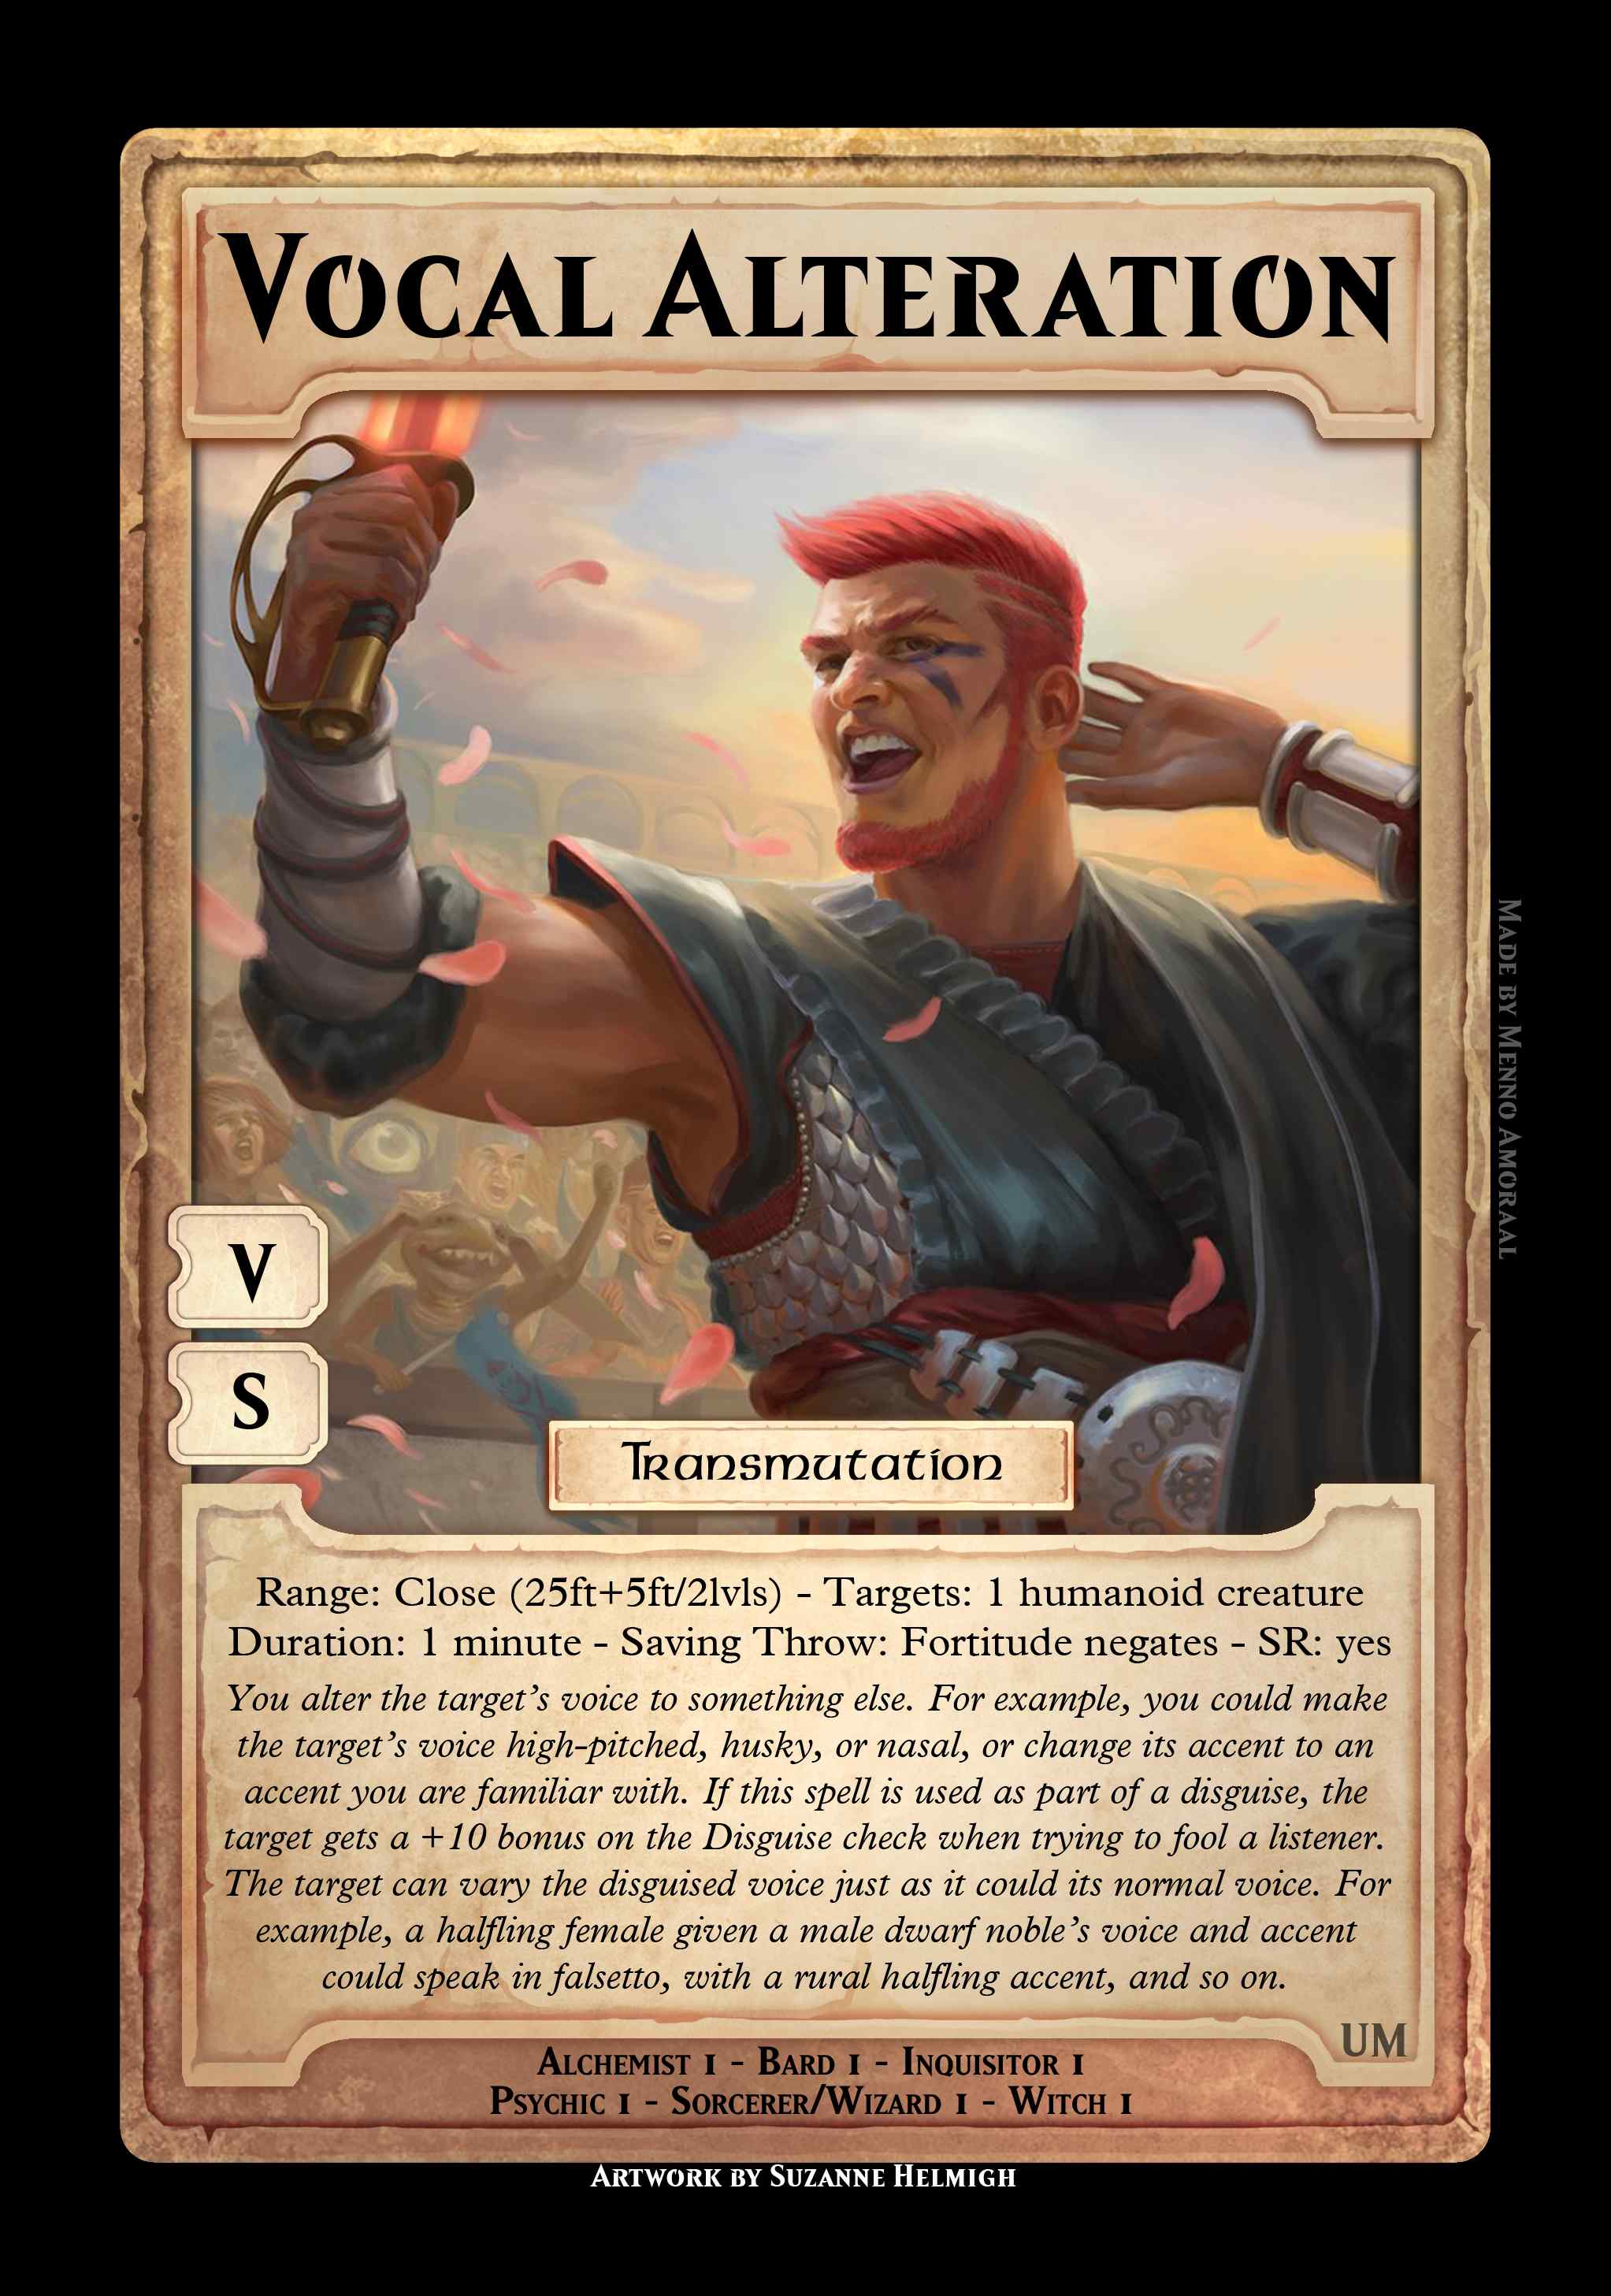 Vocal Alteration
V
S
Transmutation
Range: Close (25ft+5ft/2lvls) - Targets: 1 humanoid creature
Duration: 1 minute - Saving Throw: Fortitude negates - SR: yes
You alter the target's voice to something else. For example, you could make
the target's voice high-pitched, husky, or nasal, or change its accent to an
accent you are familiar with. If this spell is used as part of a disguise, the
target gets a +10 bonus on the Disguise check when trying to fool a listener.
The target can vary the disguised voice just as it could its normal voice. For
example, a halfling female given a male dwarf noble's voice and accent
could speak in falsetto, with a rural halfling accent, and so on.
UM
Alchemist 1 - Bard 1 - Inquisitor 1
Psychic 1 - Sorcerer/Wizard 1 - Witch 1
Artwork by Suzanne Helmigh
Made by Menno Amoraal